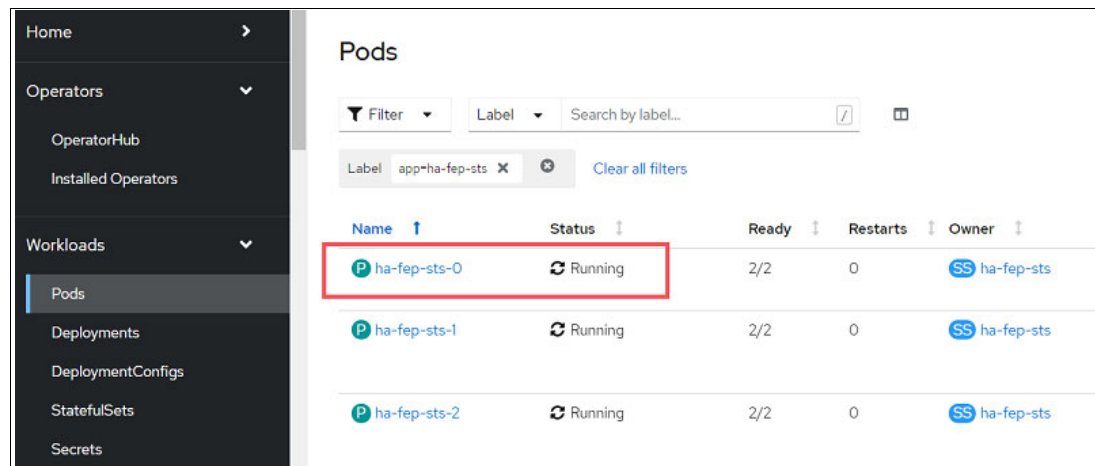 Home
Operators
OperatorHub
Installed Operators
Workloads
Pods
Deployments
DeploymentConfigs
StatefulSets
Secrets
Pods
Filter Label Search by label... /
Label app=ha-fep-sts Clear all filters
Name Status Ready Restarts Owner
P ha-fep-sts-0 Running 2/2 0 SS ha-fep-sts
P ha-fep-sts-1 Running 2/2 0 SS ha-fep-sts
P ha-fep-sts-2 Running 2/2 0 SS ha-fep-sts